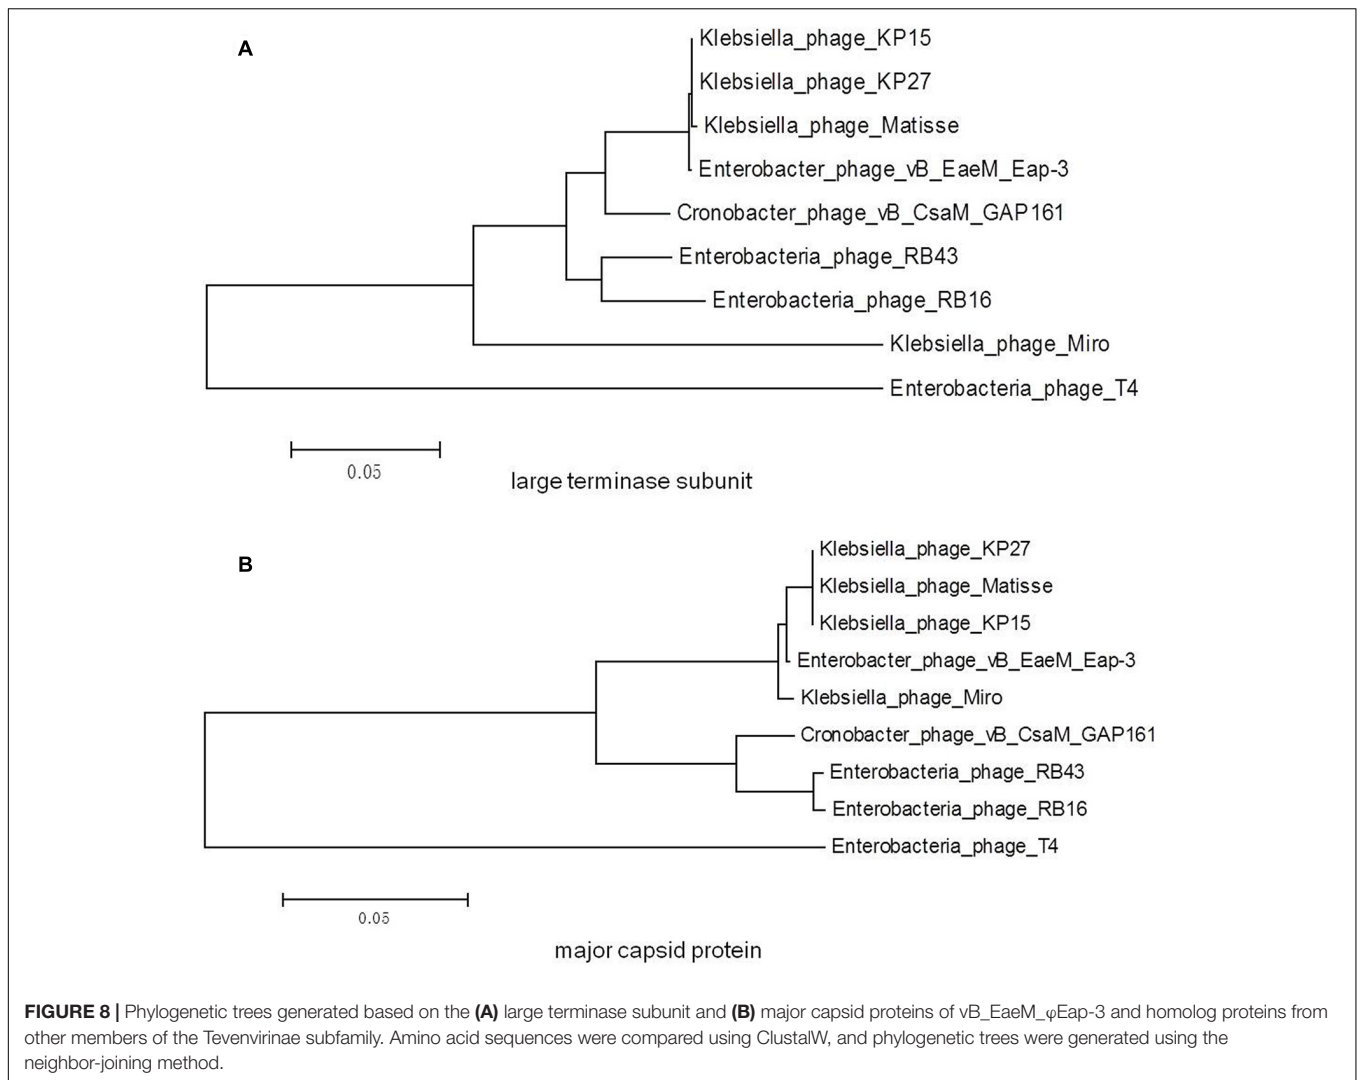 A
Klebsiella_phage_KP15
Klebsiella_phage_KP27
Klebsiella_phage_Matisse
Enterobacter_phage_vB_EaeM_Eap-3
Cronobacter_phage_vB_CsaM_GAP161
Enterobacteria_phage_RB43
Enterobacteria_phage_RB16
Klebsiella_phage_Miro
Enterobacteria_phage_T4
0.05
large terminase subunit
B
Klebsiella_phage_KP27
Klebsiella_phage_Matisse
Klebsiella_phage_KP15
Enterobacter_phage_vB_EaeM_Eap-3
Klebsiella_phage_Miro
Cronobacter_phage_vB_CsaM_GAP161
Enterobacteria_phage_RB43
Enterobacteria_phage_RB16
Enterobacteria_phage_T4
0.05
major capsid protein
FIGURE 8 | Phylogenetic trees generated based on the (A) large terminase subunit and (B) major capsid proteins of vB_EaeM_φEap-3 and homolog proteins from
other members of the Tevenvirinae subfamily. Amino acid sequences were compared using ClustalW, and phylogenetic trees were generated using the
neighbor-joining method.